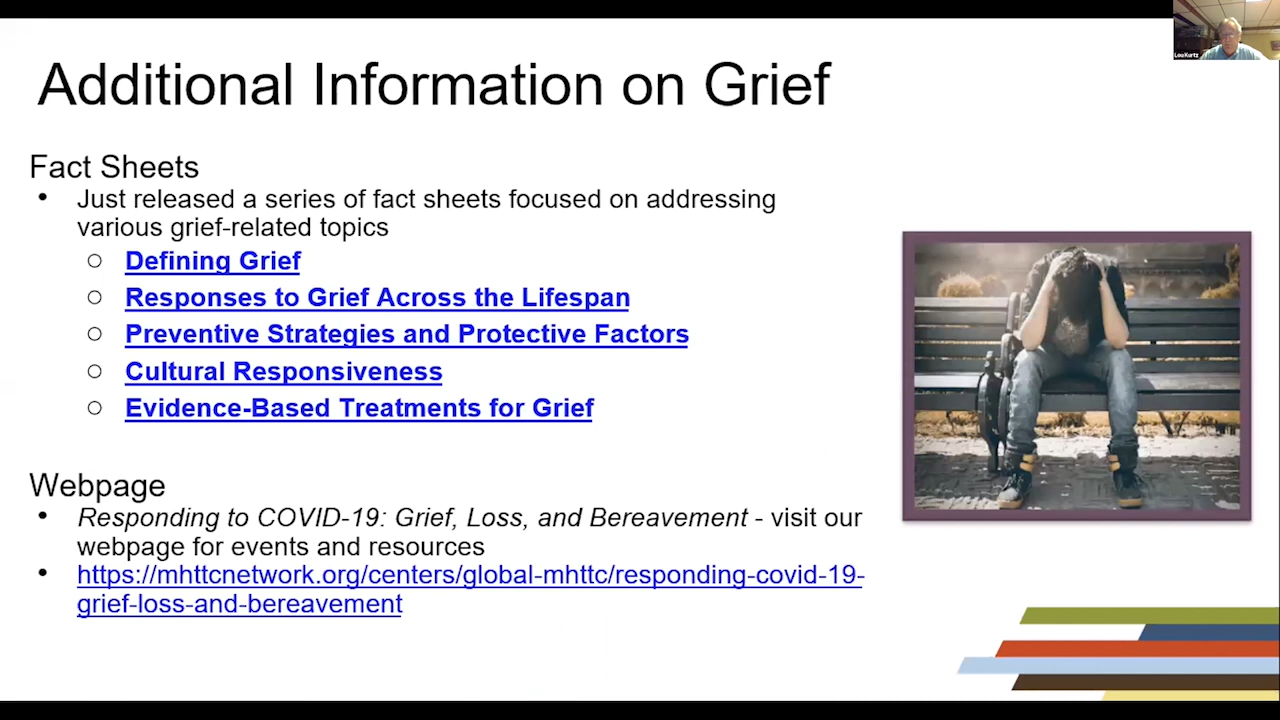 Lou Kurtz
Additional Information on Grief
Fact Sheets
• Just released a series of fact sheets focused on addressing
various grief-related topics
○ Defining Grief
○ Responses to Grief Across the Lifespan
○ Preventive Strategies and Protective Factors
○ Cultural Responsiveness
○ Evidence-Based Treatments for Grief
Webpage
• Responding to COVID-19: Grief, Loss, and Bereavement - visit our
webpage for events and resources
• https://mhttcnetwork.org/centers/global-mhttc/responding-covid-19-
grief-loss-and-bereavement